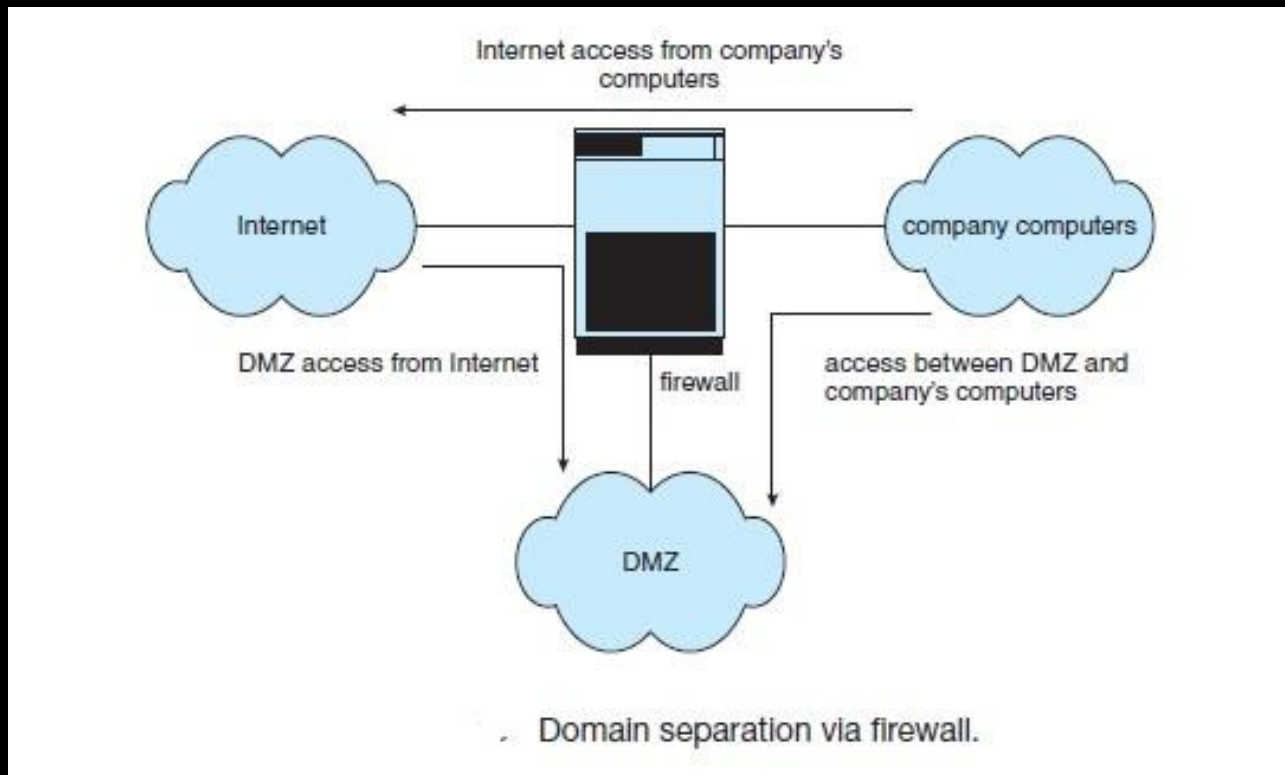 Internet access from company's
computers
Internet
company computers
DMZ access from Internet
firewall
access between DMZ and
company's computers
DMZ
Domain separation via firewall.